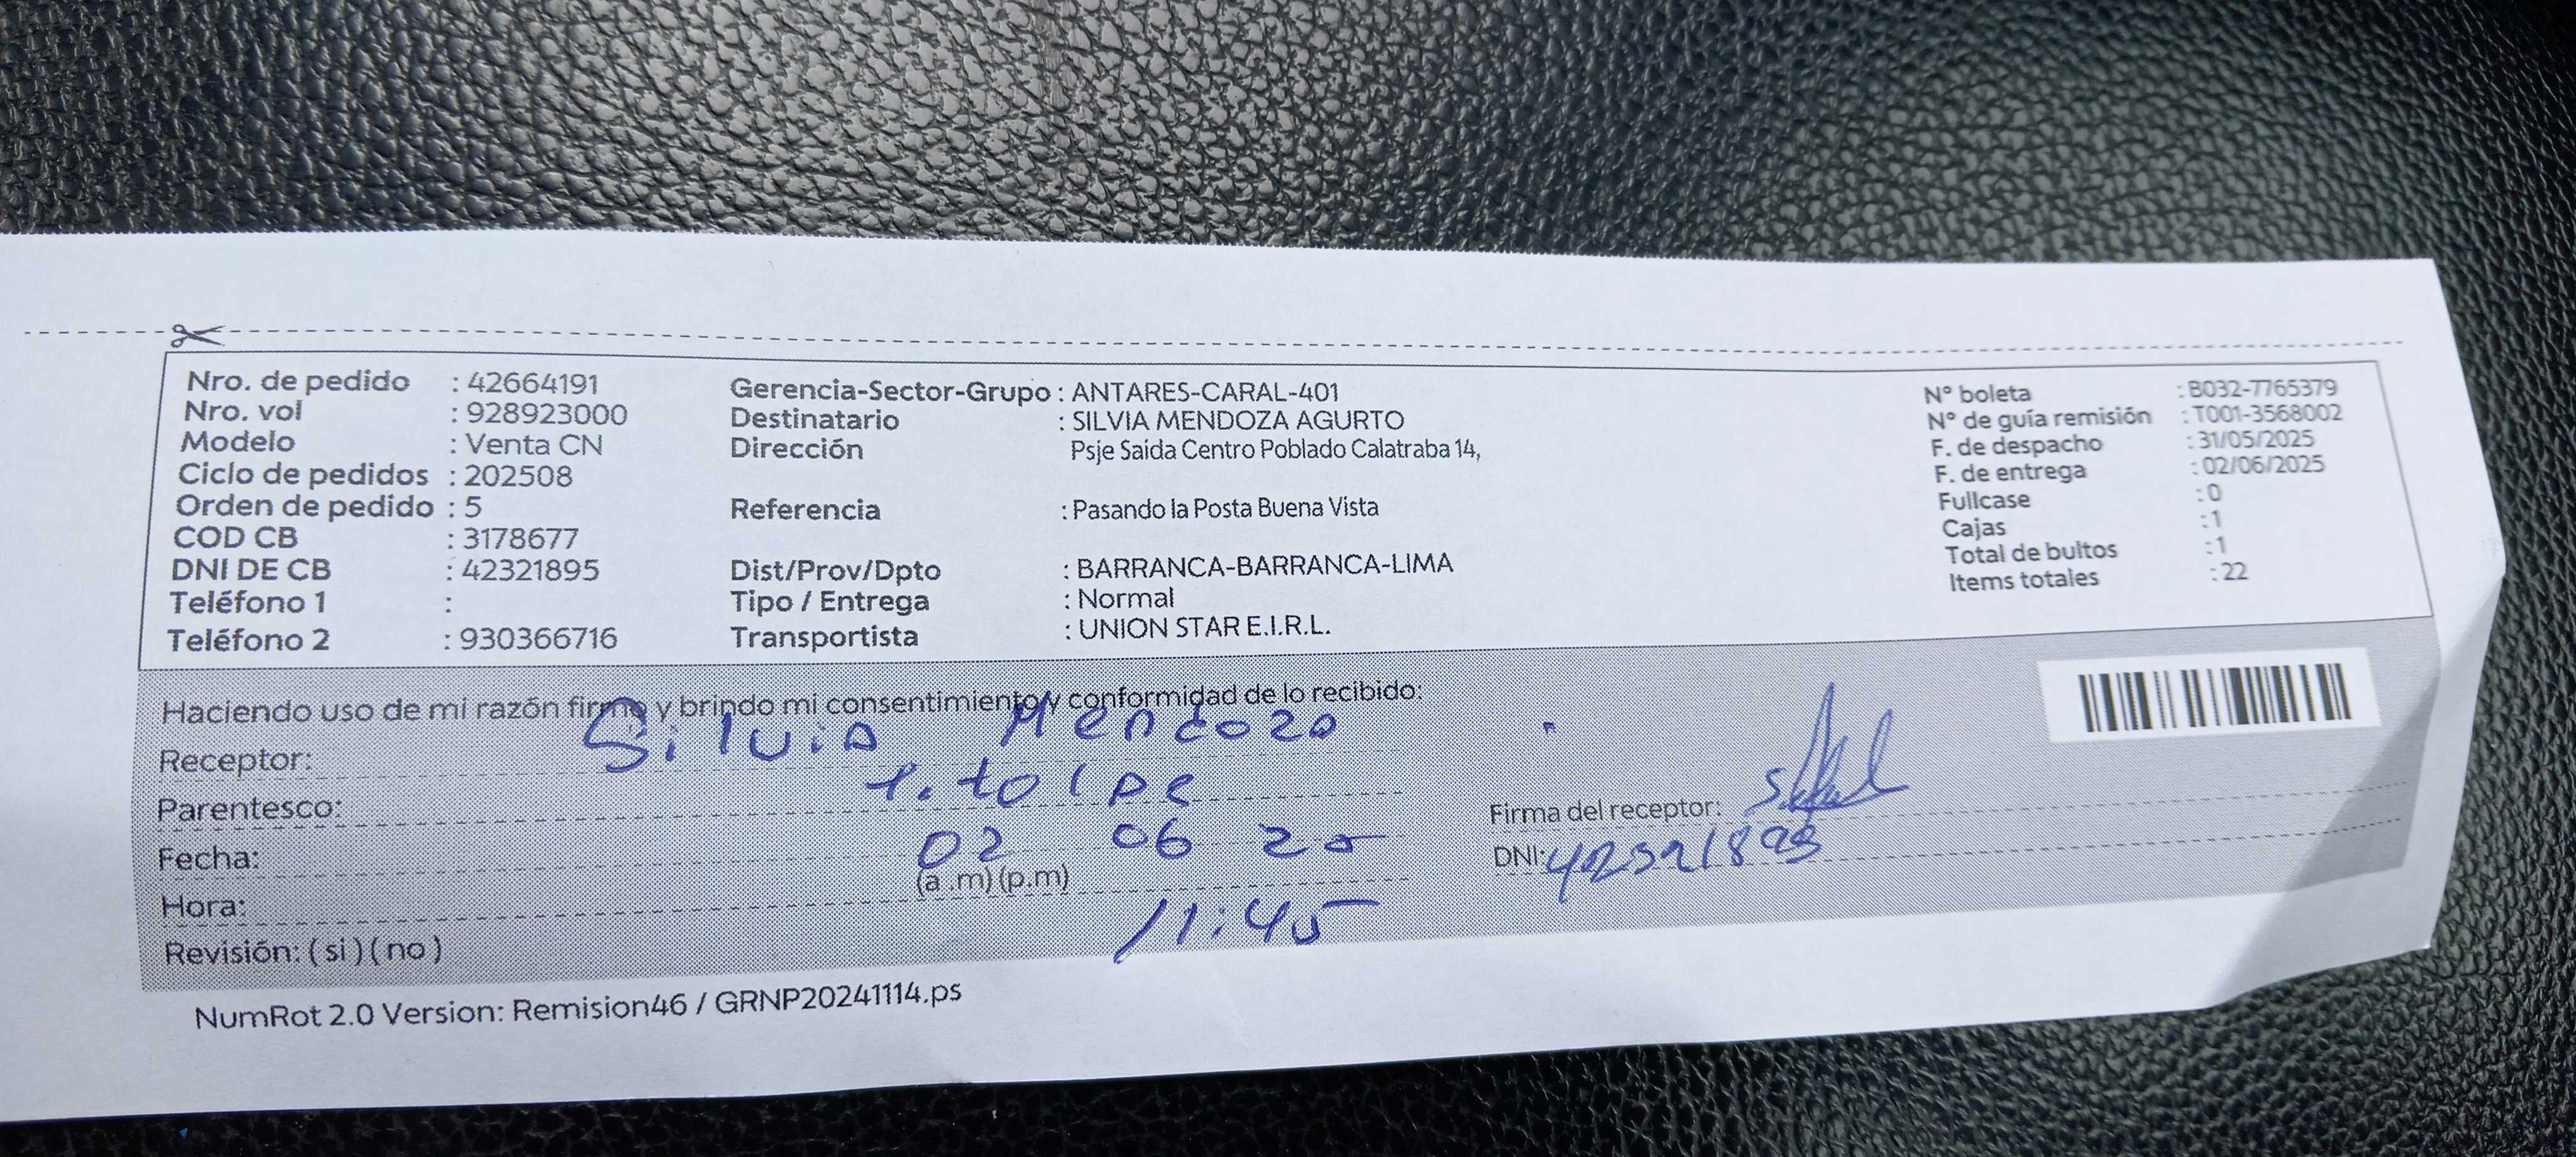 Nro. de pedido : 42664191
Nro. vol : 928923000
Modelo : Venta CN
Ciclo de pedidos : 202508
Orden de pedido : 5
COD CB : 3178677
DNI DE CB : 42321895
Teléfono 1 :
Teléfono 2 : 930366716
Gerencia-Sector-Grupo : ANTARES-CARAL-401
Destinatario : SILVIA MENDOZA AGURTO
Dirección Psje Saida Centro Poblado Calatraba 14,
Referencia : Pasando la Posta Buena Vista
Dist/Prov/Dpto : BARRANCA-BARRANCA-LIMA
Tipo / Entrega : Normal
Transportista : UNION STAR E.I.R.L.
N° boleta : B032-7765379
N° de guía remisión : T001-3568002
F. de despacho : 31/05/2025
F. de entrega : 02/06/2025
Fullcase : 0
Cajas : 1
Total de bultos : 1
Items totales : 22
Haciendo uso de mi razón firmo y brindo mi consentimiento y conformidad de lo recibido:
Receptor: Silvia Mendoza
Parentesco:
Fecha: 02 06 25
(a .m) (p.m)
Hora: 11:45
Revisión: ( si ) ( no )
Firma del receptor:
DNI:
NumRot 2.0 Version: Remision46 / GRNP20241114.ps